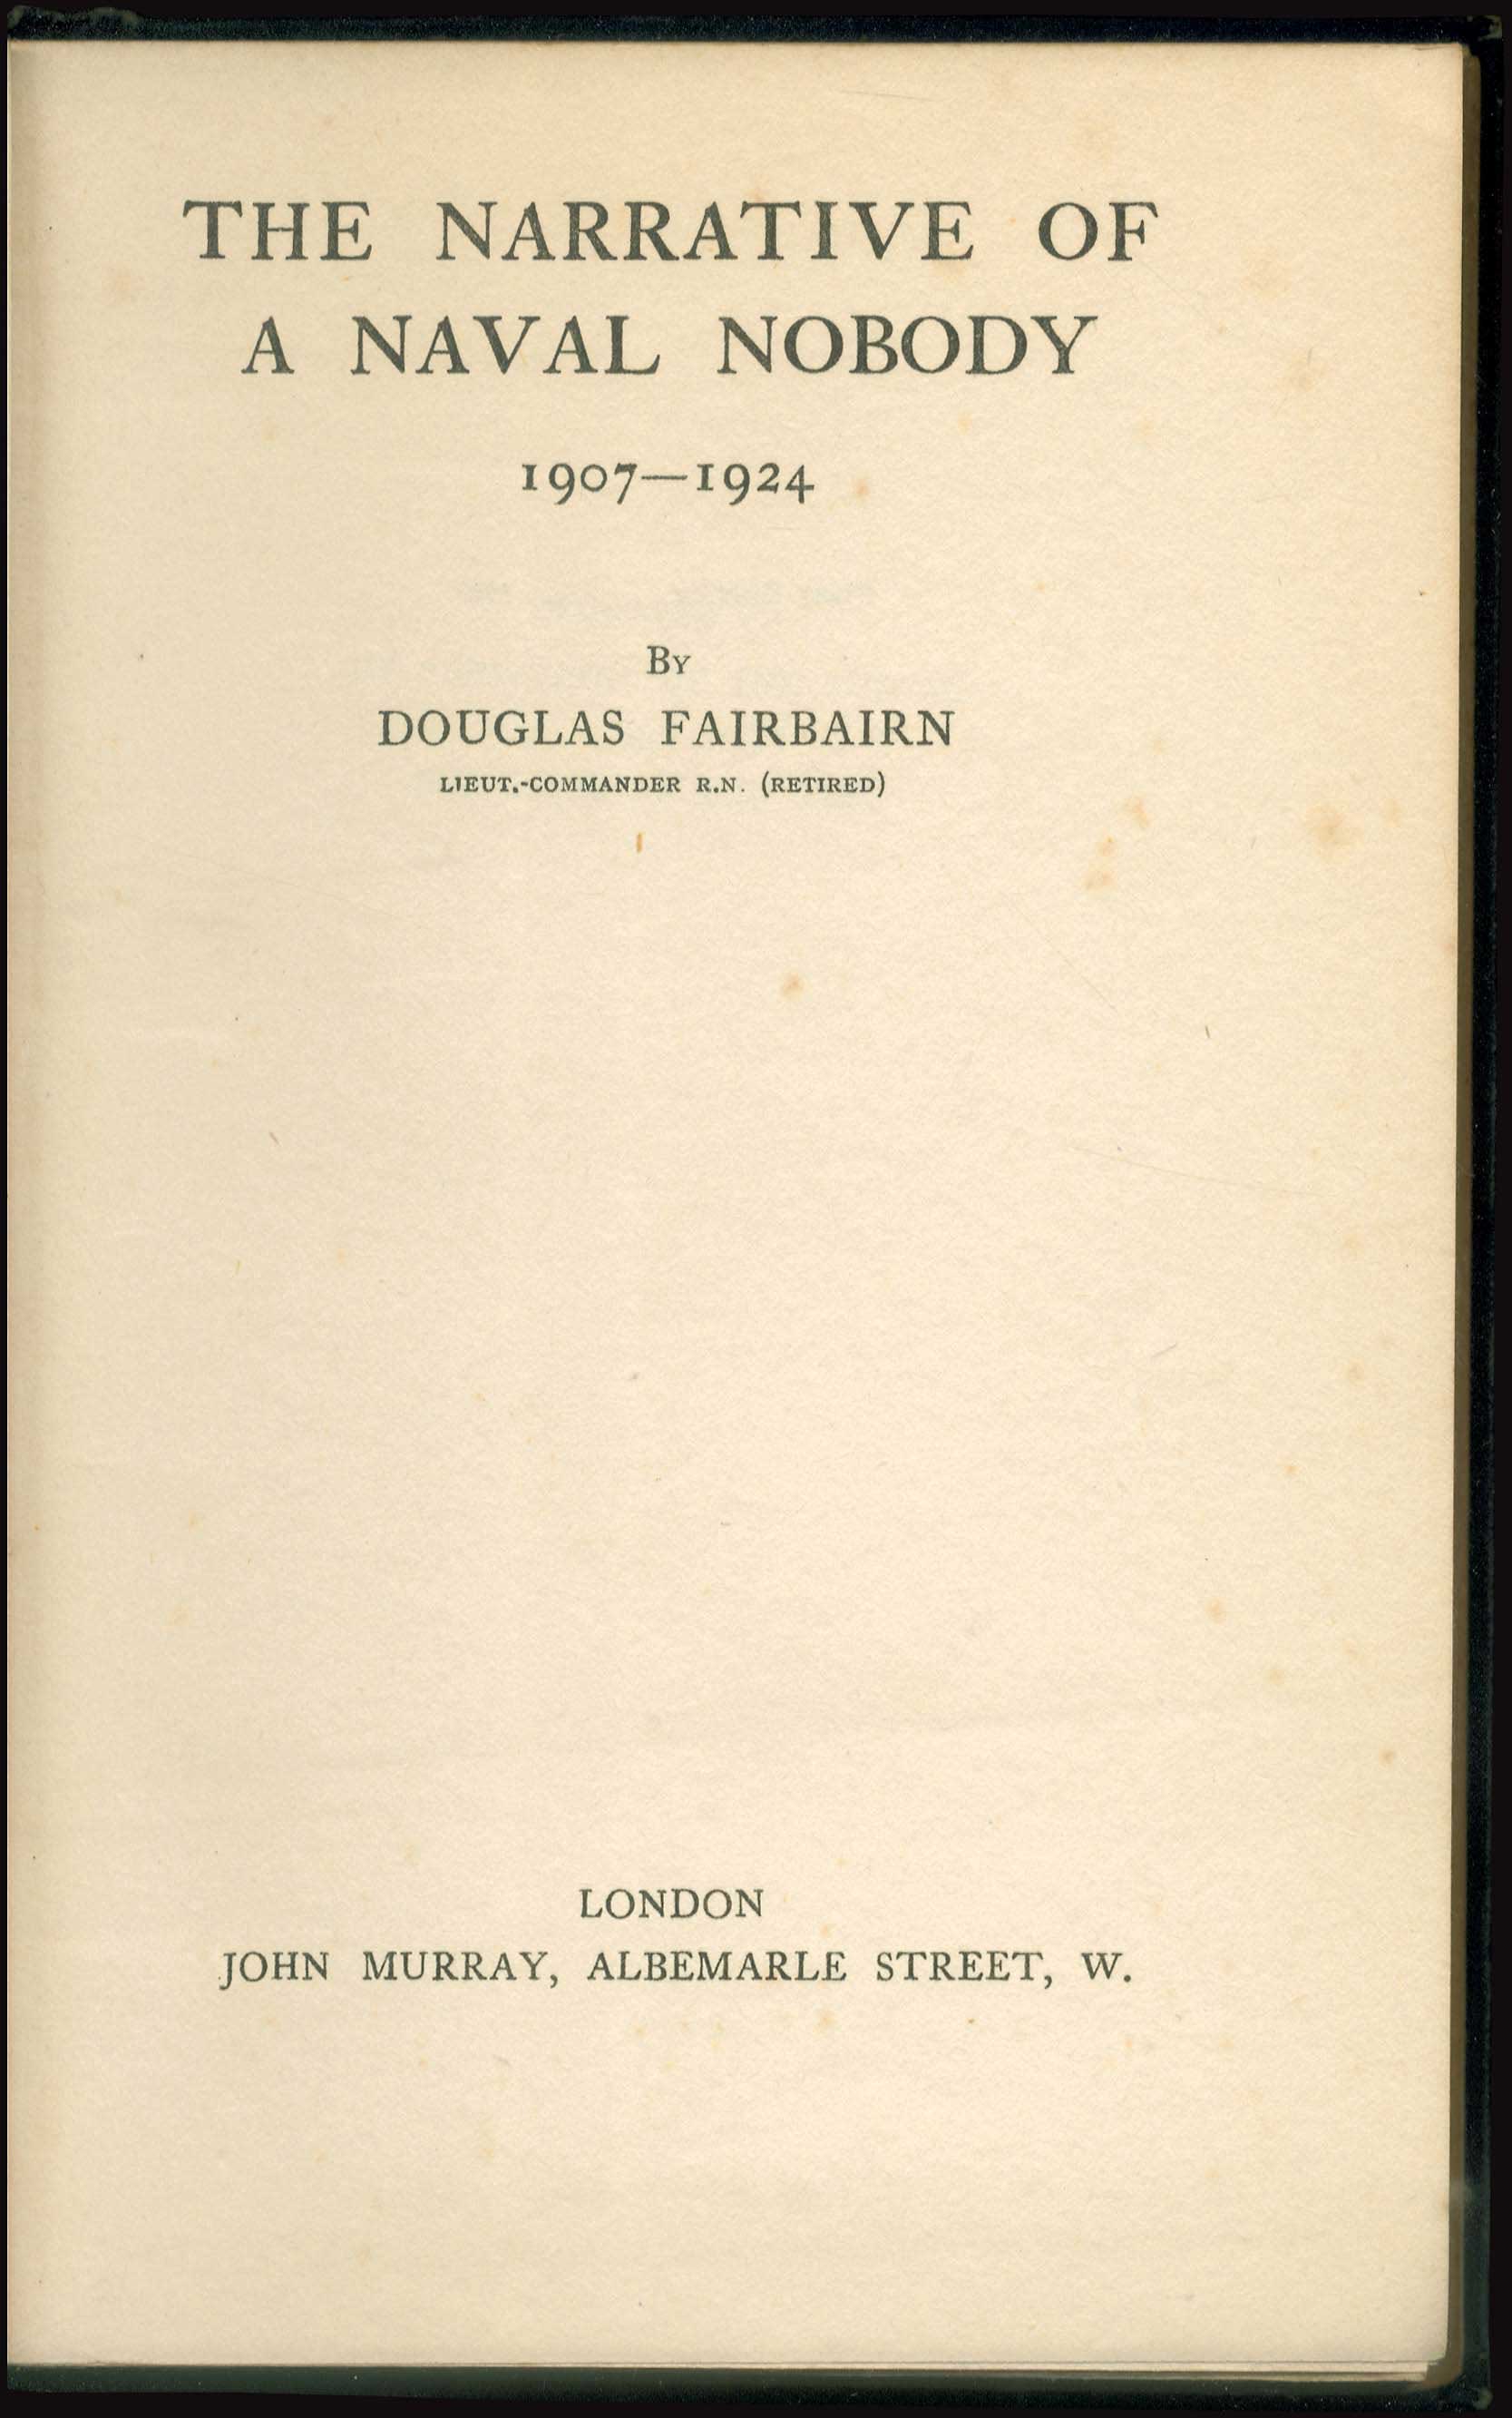 THE NARRATIVE OF
A NAVAL NOBODY
1907—1924
By
DOUGLAS FAIRBAIRN
LIEUT.-COMMANDER R.N. (RETIRED)
LONDON
JOHN MURRAY, ALBEMARLE STREET, W.